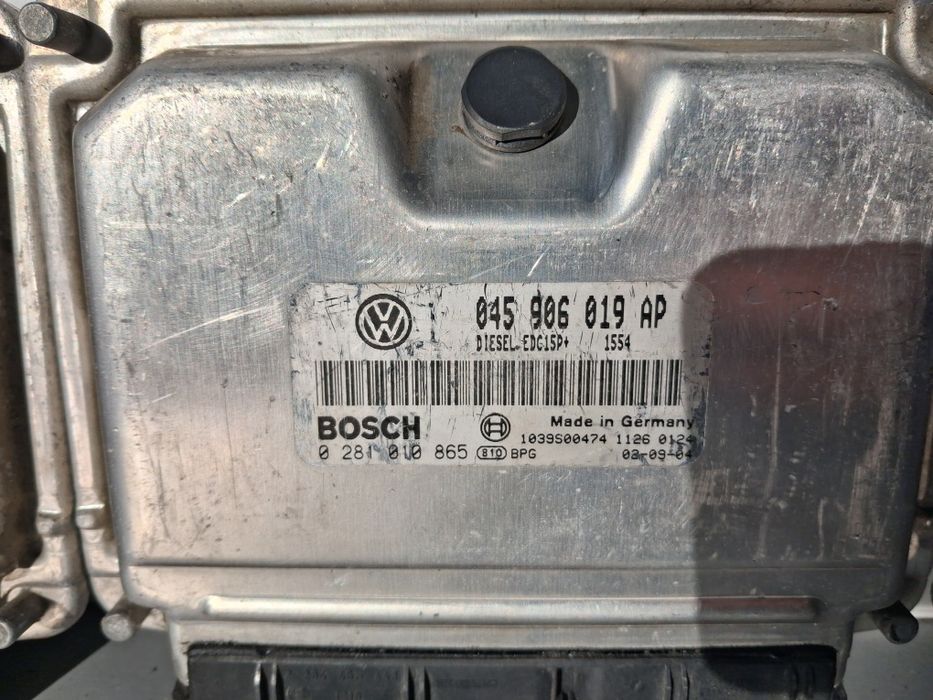 045 906 019 AP
DIESEL EDC15P+ // 1554
BOSCH
Made in Germany
1039S00474 1126 0124
0 281 010 865 810 BPG 03-09-04